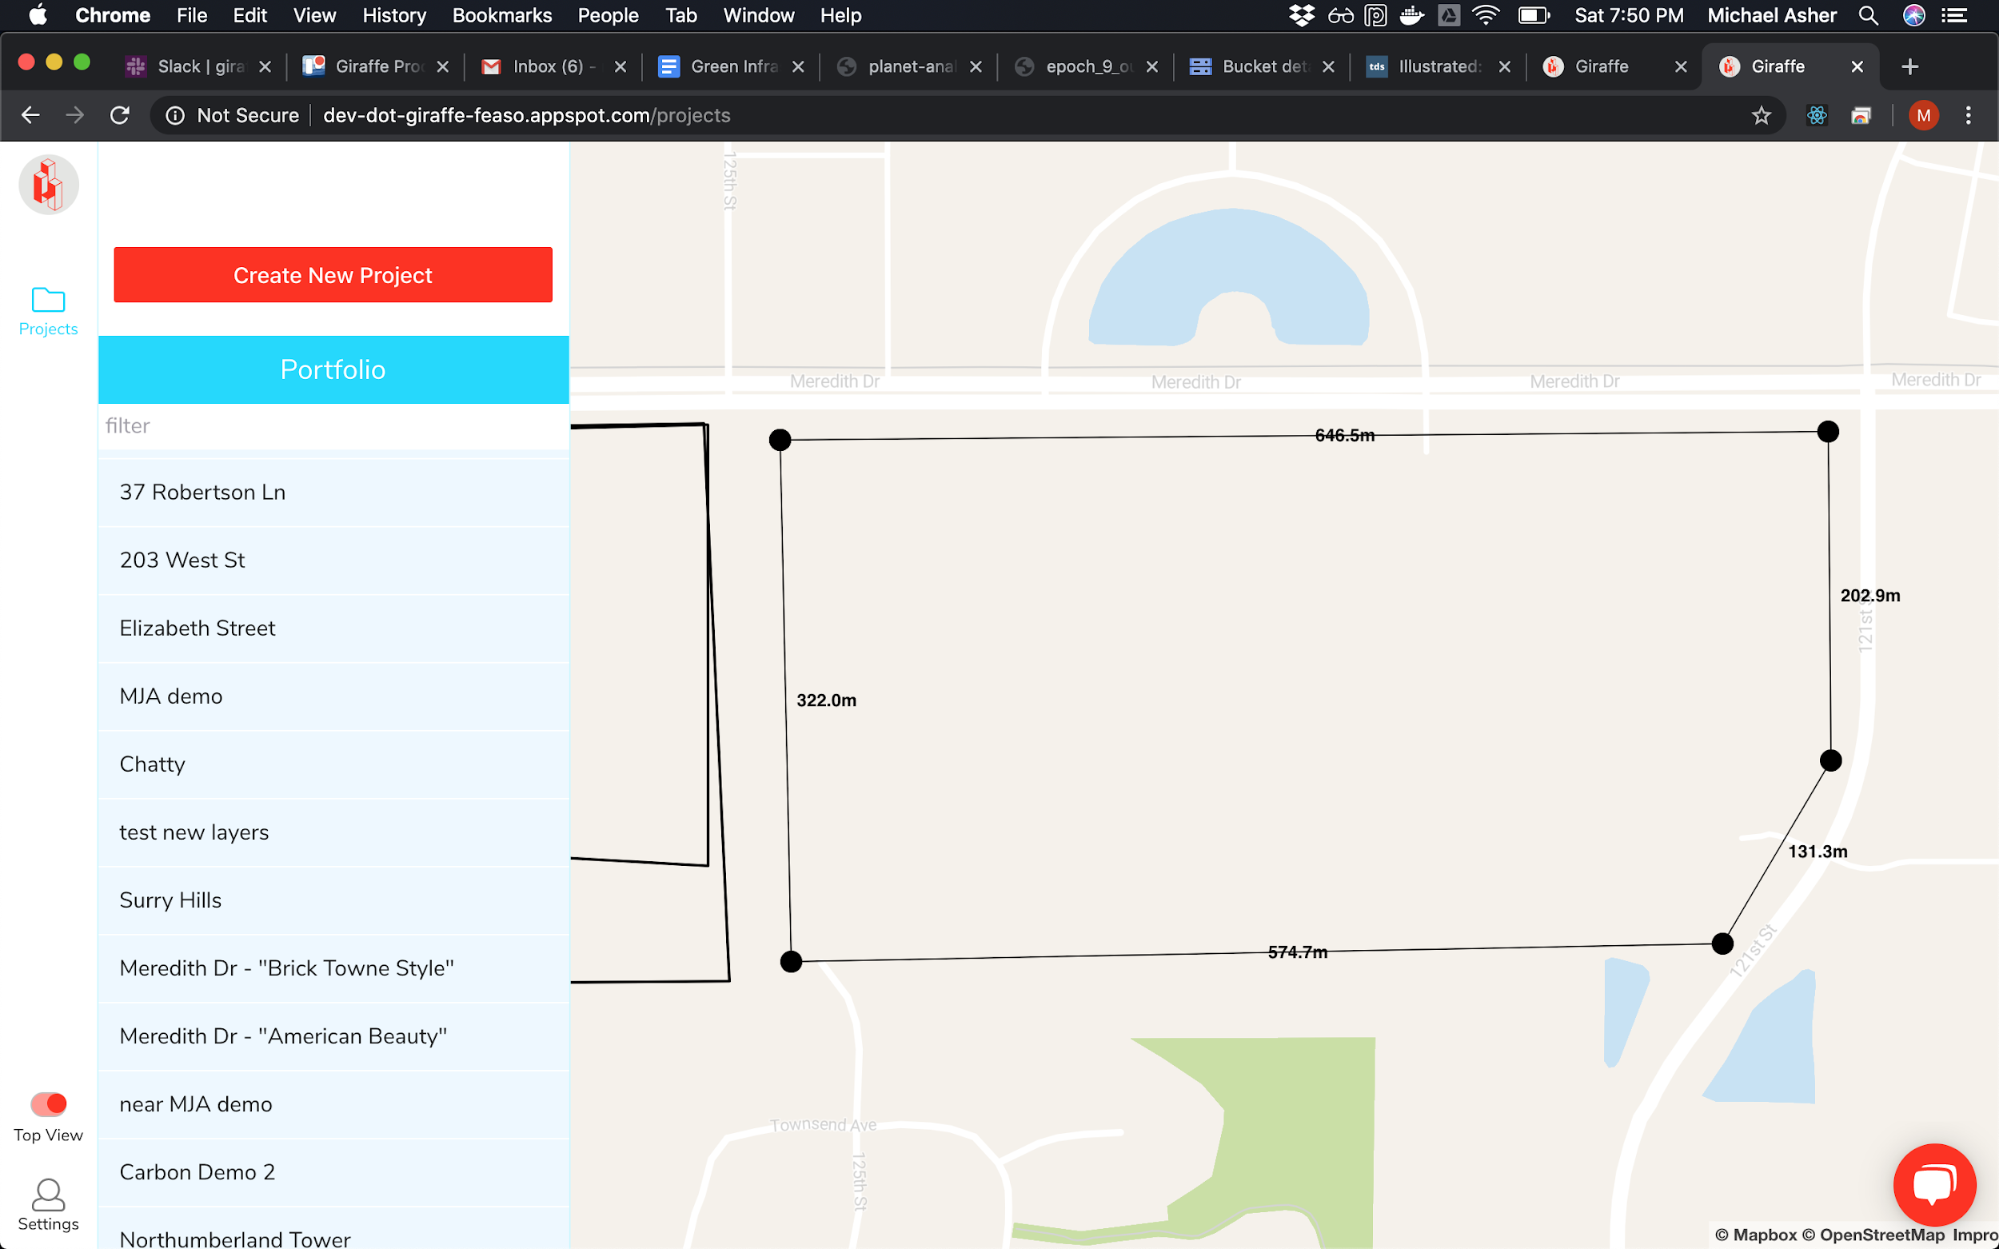 Chrome File Edit View History Bookmarks People Tab Window Help Sat 7:50 PM Michael Asher
Slack | gira Giraffe Pro Inbox (6) - Green Infra planet-anal epoch_9_ou Bucket det tds Illustrated: Giraffe Giraffe
Not Secure dev-dot-giraffe-feaso.appspot.com/projects M
Create New Project
Projects
Portfolio
filter
37 Robertson Ln
203 West St
Elizabeth Street
MJA demo
Chatty
test new layers
Surry Hills
Meredith Dr - "Brick Towne Style"
Meredith Dr - "American Beauty"
near MJA demo
Carbon Demo 2
Northumberland Tower
Top View
Settings
125th St
Meredith Dr Meredith Dr Meredith Dr Meredith Dr
646.5m
202.9m
121st S
322.0m
131.3m
574.7m
121st St
Townsend Ave
125th St
© Mapbox © OpenStreetMap Impro